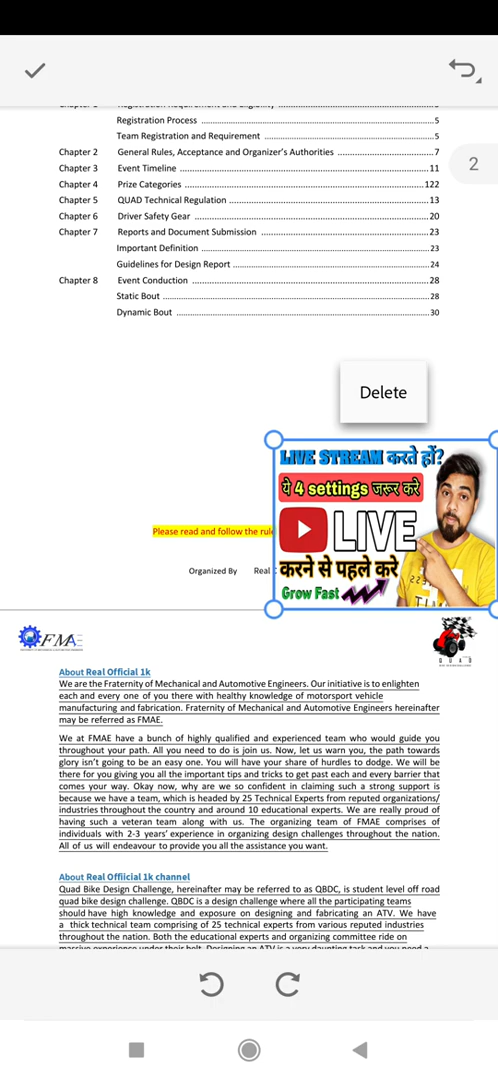 Registration Process 5
Team Registration and Requirement 5
Chapter 2 General Rules, Acceptance and Organizer's Authorities 7
2
Chapter 3 Event Timeline 11
Chapter 4 Prize Categories 122
Chapter 5 QUAD Technical Regulation 13
Chapter 6 Driver Safety Gear 20
Chapter 7 Reports and Document Submission 23
Important Definition 23
Guidelines for Design Report 24
Chapter 8 Event Conduction 28
Static Bout 28
Dynamic Bout 30
Delete
LIVE STREAM करते हों?
ये 4 settings जरूर करे
LIVE
करने से पहले करे
Grow Fast
Please read and follow the rul
Organized By Real
FMAE
QUAD
About Real Official 1k
We are the Fraternity of Mechanical and Automotive Engineers. Our initiative is to enlighten
each and every one of you there with healthy knowledge of motorsport vehicle
manufacturing and fabrication. Fraternity of Mechanical and Automotive Engineers hereinafter
may be referred as FMAE.
We at FMAE have a bunch of highly qualified and experienced team who would guide you
throughout your path. All you need to do is join us. Now, let us warn you, the path towards
glory isn't going to be an easy one. You will have your share of hurdles to dodge. We will be
there for you giving you all the important tips and tricks to get past each and every barrier that
comes your way. Okay now, why are we so confident in claiming such a strong support is
because we have a team, which is headed by 25 Technical Experts from reputed organizations/
industries throughout the country and around 10 educational experts. We are really proud of
having such a veteran team along with us. The organizing team of FMAE comprises of
individuals with 2-3 years' experience in organizing design challenges throughout the nation.
All of us will endeavour to provide you all the assistance you want.
About Real Offiicial 1k channel
Quad Bike Design Challenge, hereinafter may be referred to as QBDC, is student level off road
quad bike design challenge. QBDC is a design challenge where all the participating teams
should have high knowledge and exposure on designing and fabricating an ATV. We have
a thick technical team comprising of 25 technical experts from various reputed industries
throughout the nation. Both the educational experts and organizing committee ride on
massive experience under their belt. Designing an ATV is a very daunting task and you need a